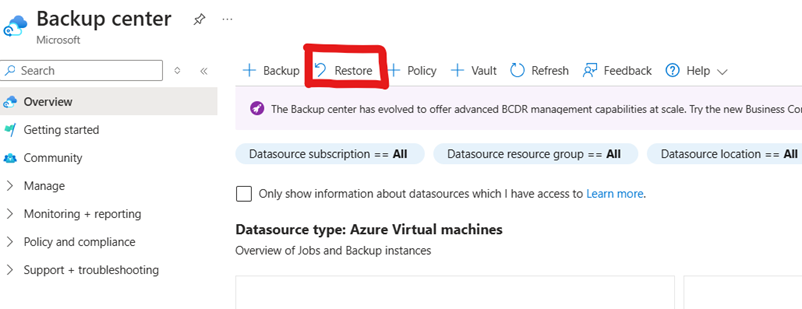 Backup center
Microsoft
Search
Backup Restore Policy Vault Refresh Feedback Help
Overview
Getting started
Community
Manage
Monitoring + reporting
Policy and compliance
Support + troubleshooting
The Backup center has evolved to offer advanced BCDR management capabilities at scale. Try the new Business Con
Datasource subscription == All Datasource resource group == All Datasource location == All
Only show information about datasources which I have access to Learn more.
Datasource type: Azure Virtual machines
Overview of Jobs and Backup instances